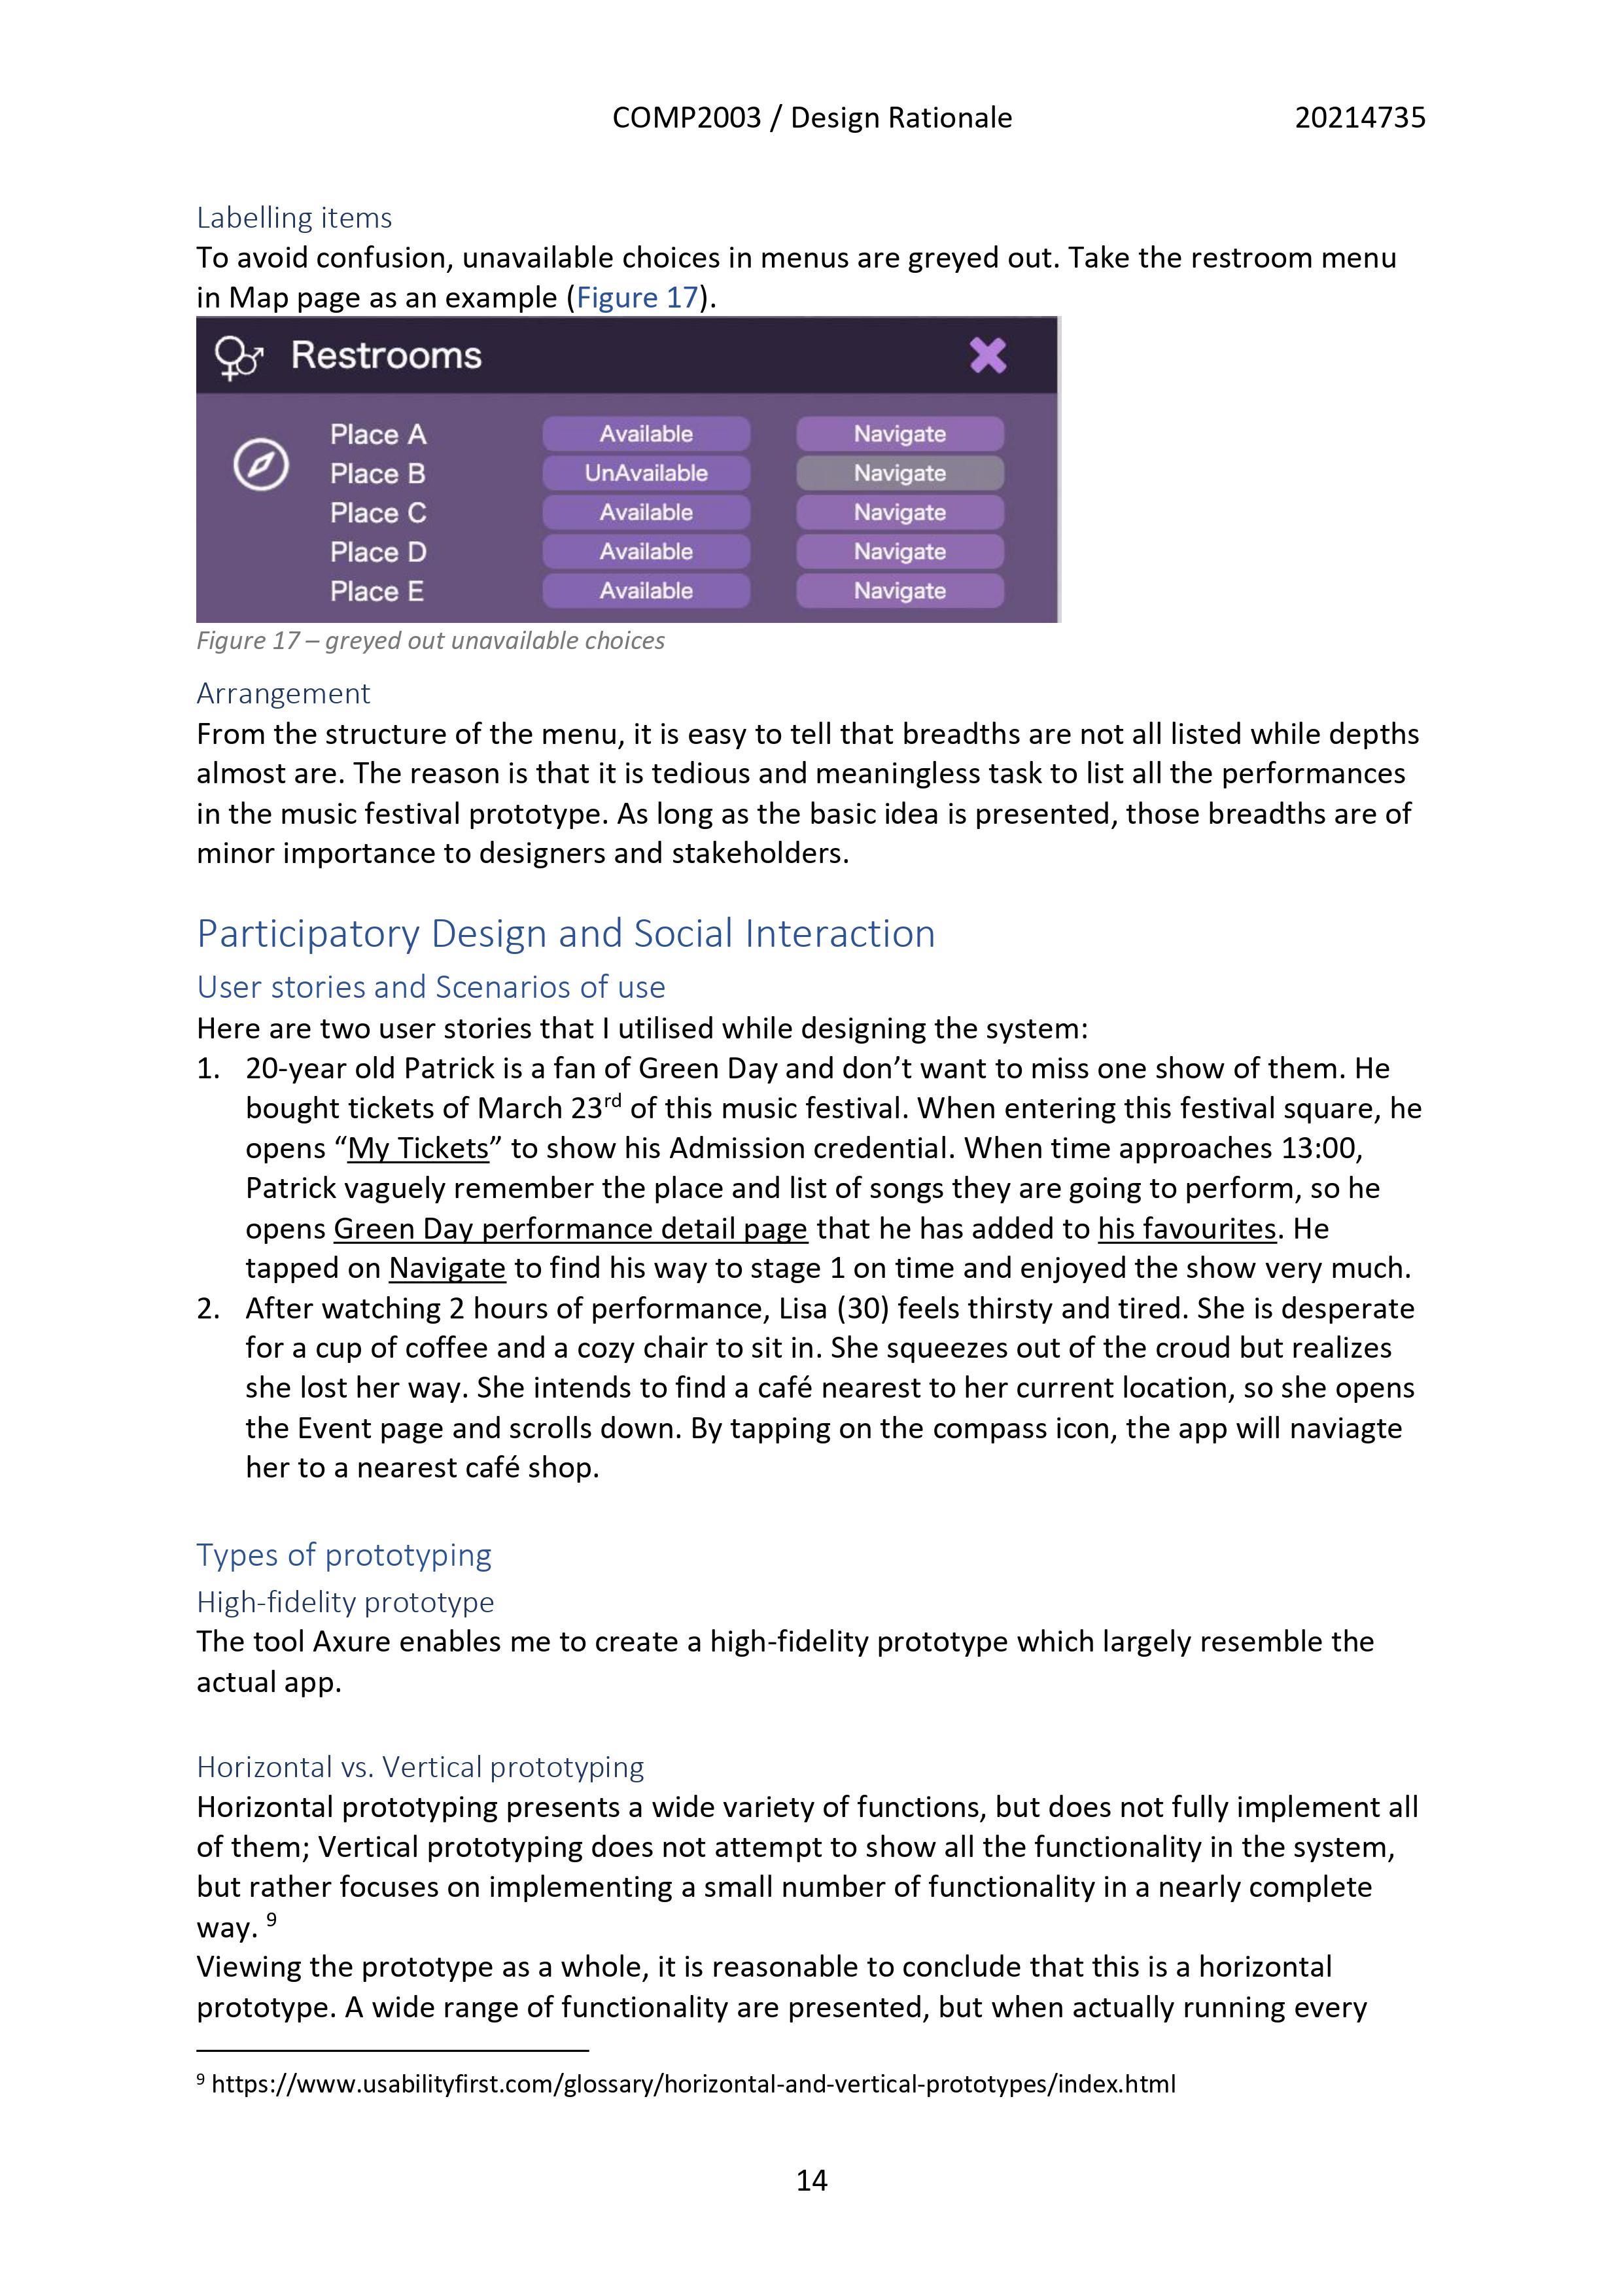 COMP2003 / Design Rationale 20214735
Labelling items
To avoid confusion, unavailable choices in menus are greyed out. Take the restroom menu
in Map page as an example (Figure 17).
Restrooms
Place A Available Navigate
Place B UnAvailable Navigate
Place C Available Navigate
Place D Available Navigate
Place E Available Navigate
Figure 17 – greyed out unavailable choices
Arrangement
From the structure of the menu, it is easy to tell that breadths are not all listed while depths
almost are. The reason is that it is tedious and meaningless task to list all the performances
in the music festival prototype. As long as the basic idea is presented, those breadths are of
minor importance to designers and stakeholders.
Participatory Design and Social Interaction
User stories and Scenarios of use
Here are two user stories that I utilised while designing the system:
1. 20-year old Patrick is a fan of Green Day and don’t want to miss one show of them. He
bought tickets of March 23rd of this music festival. When entering this festival square, he
opens “My Tickets” to show his Admission credential. When time approaches 13:00,
Patrick vaguely remember the place and list of songs they are going to perform, so he
opens Green Day performance detail page that he has added to his favourites. He
tapped on Navigate to find his way to stage 1 on time and enjoyed the show very much.
2. After watching 2 hours of performance, Lisa (30) feels thirsty and tired. She is desperate
for a cup of coffee and a cozy chair to sit in. She squeezes out of the croud but realizes
she lost her way. She intends to find a café nearest to her current location, so she opens
the Event page and scrolls down. By tapping on the compass icon, the app will naviagte
her to a nearest café shop.
Types of prototyping
High-fidelity prototype
The tool Axure enables me to create a high-fidelity prototype which largely resemble the
actual app.
Horizontal vs. Vertical prototyping
Horizontal prototyping presents a wide variety of functions, but does not fully implement all
of them; Vertical prototyping does not attempt to show all the functionality in the system,
but rather focuses on implementing a small number of functionality in a nearly complete
way. 9
Viewing the prototype as a whole, it is reasonable to conclude that this is a horizontal
prototype. A wide range of functionality are presented, but when actually running every
9 https://www.usabilityfirst.com/glossary/horizontal-and-vertical-prototypes/index.html
14